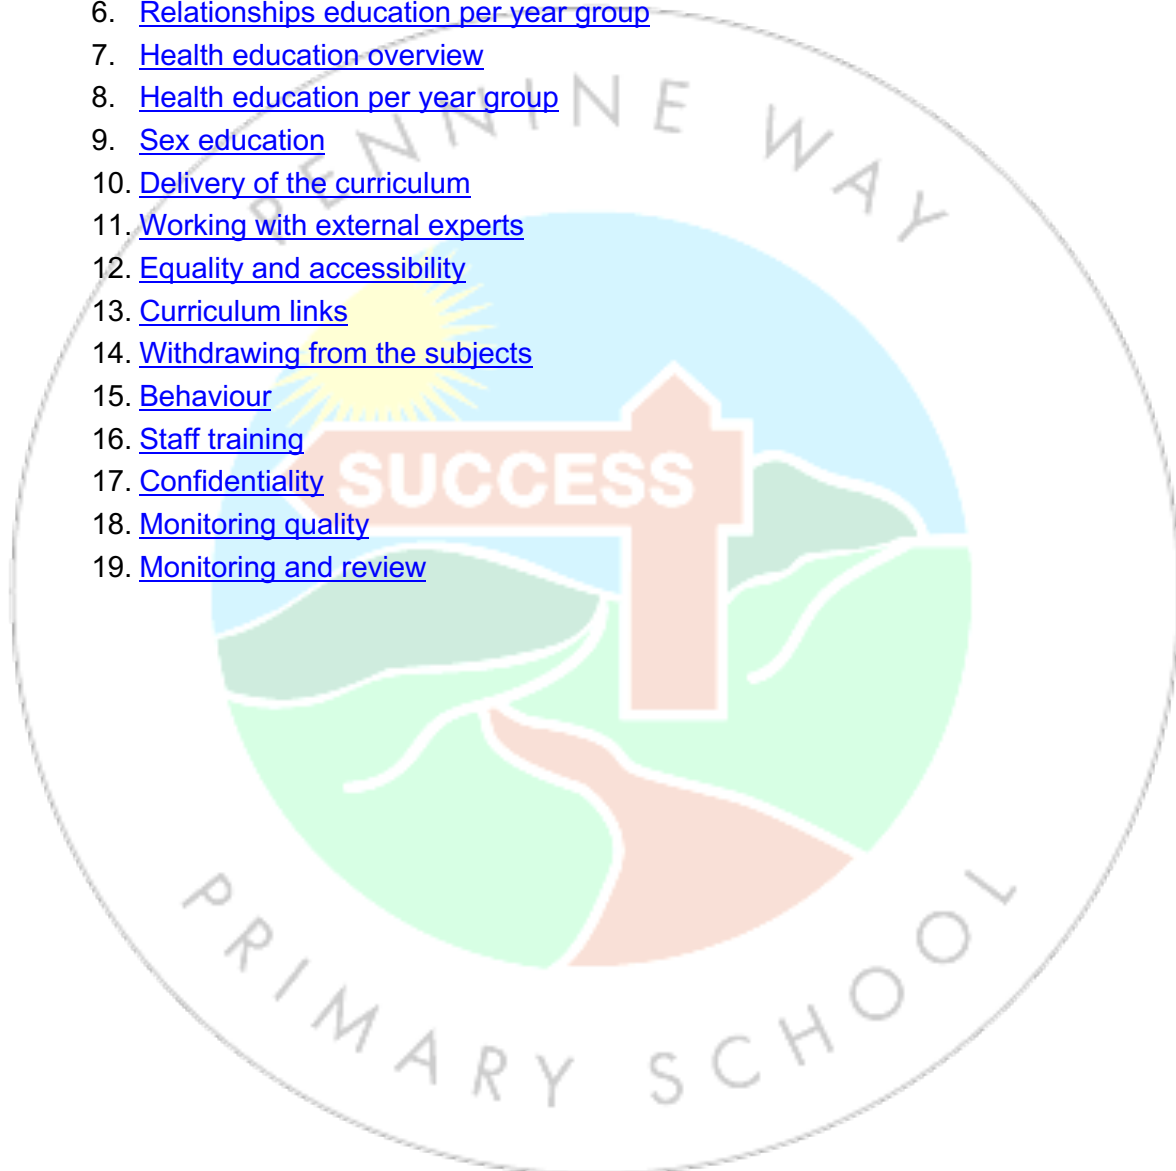 6. Relationships education per year group
7. Health education overview
8. Health education per year group
9. Sex education
10. Delivery of the curriculum
11. Working with external experts
12. Equality and accessibility
13. Curriculum links
14. Withdrawing from the subjects
15. Behaviour
16. Staff training
17. Confidentiality
18. Monitoring quality
19. Monitoring and review
PENNINE WAY
SUCCESS
PRIMARY SCHOOL